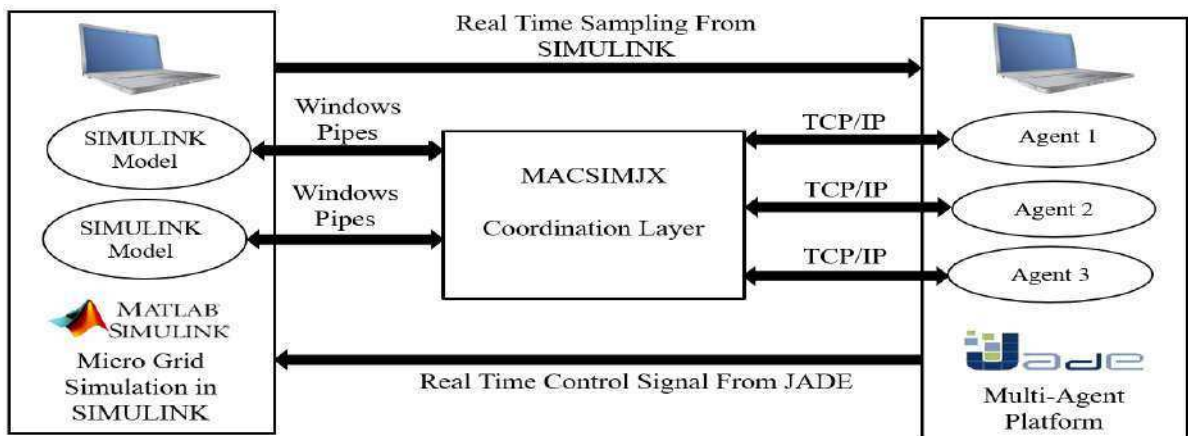 Real Time Sampling From
SIMULINK
Windows
Pipes
SIMULINK
Model
Windows
Pipes
SIMULINK
Model
MATLAB
SIMULINK
Micro Grid
Simulation in
SIMULINK
MACSIMJX
Coordination Layer
TCP/IP
TCP/IP
TCP/IP
Agent 1
Agent 2
Agent 3
Jade
Multi-Agent
Platform
Real Time Control Signal From JADE